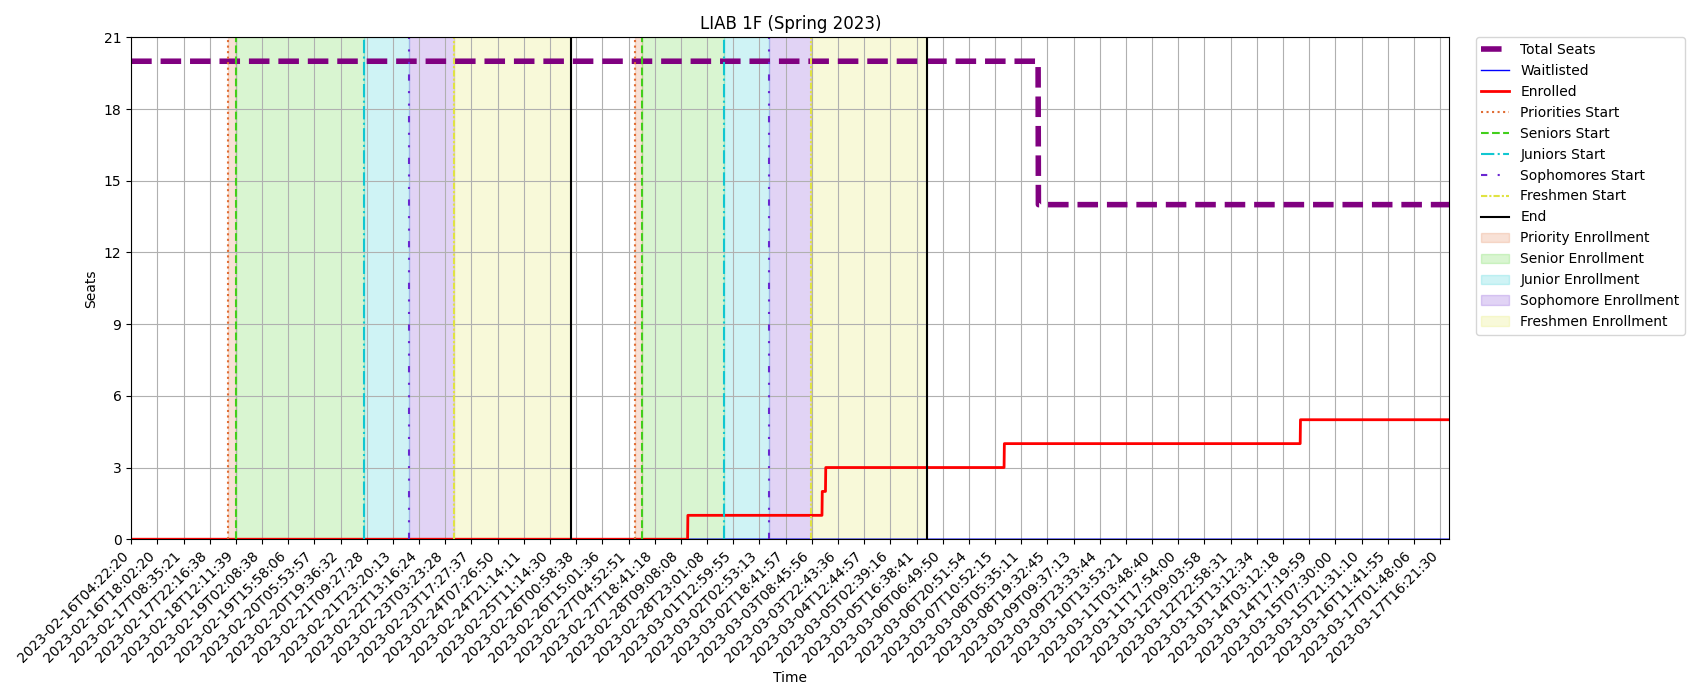 LIAB 1F (Spring 2023)
21
18
15
12
9
6
3
0
Seats
2023-02-16T04:22:20
2023-02-16T18:02:20
2023-02-17T08:35:21
2023-02-17T22:16:38
2023-02-18T12:11:39
2023-02-19T02:08:38
2023-02-19T15:58:06
2023-02-20T05:53:57
2023-02-20T19:36:32
2023-02-21T09:27:28
2023-02-21T23:20:13
2023-02-22T13:16:24
2023-02-23T03:23:28
2023-02-23T17:27:37
2023-02-24T07:26:50
2023-02-24T21:14:11
2023-02-25T11:14:30
2023-02-26T00:58:38
2023-02-26T15:01:36
2023-02-27T04:52:51
2023-02-27T18:41:18
2023-02-28T09:08:08
2023-02-28T23:01:08
2023-03-01T12:59:55
2023-03-02T02:53:13
2023-03-02T18:41:57
2023-03-03T08:45:56
2023-03-03T22:43:36
2023-03-04T12:44:57
2023-03-05T02:39:16
2023-03-05T16:38:41
2023-03-06T06:49:50
2023-03-06T20:51:54
2023-03-07T10:52:15
2023-03-08T05:35:11
2023-03-08T19:32:45
2023-03-09T09:37:13
2023-03-09T23:33:44
2023-03-10T13:53:21
2023-03-11T03:48:40
2023-03-11T17:54:00
2023-03-12T09:03:58
2023-03-12T22:58:31
2023-03-13T13:12:34
2023-03-14T03:12:18
2023-03-14T17:19:59
2023-03-15T07:30:00
2023-03-15T21:31:10
2023-03-16T11:41:55
2023-03-17T01:48:06
2023-03-17T16:21:30
Time
Total Seats
Waitlisted
Enrolled
Priorities Start
Seniors Start
Juniors Start
Sophomores Start
Freshmen Start
End
Priority Enrollment
Senior Enrollment
Junior Enrollment
Sophomore Enrollment
Freshmen Enrollment